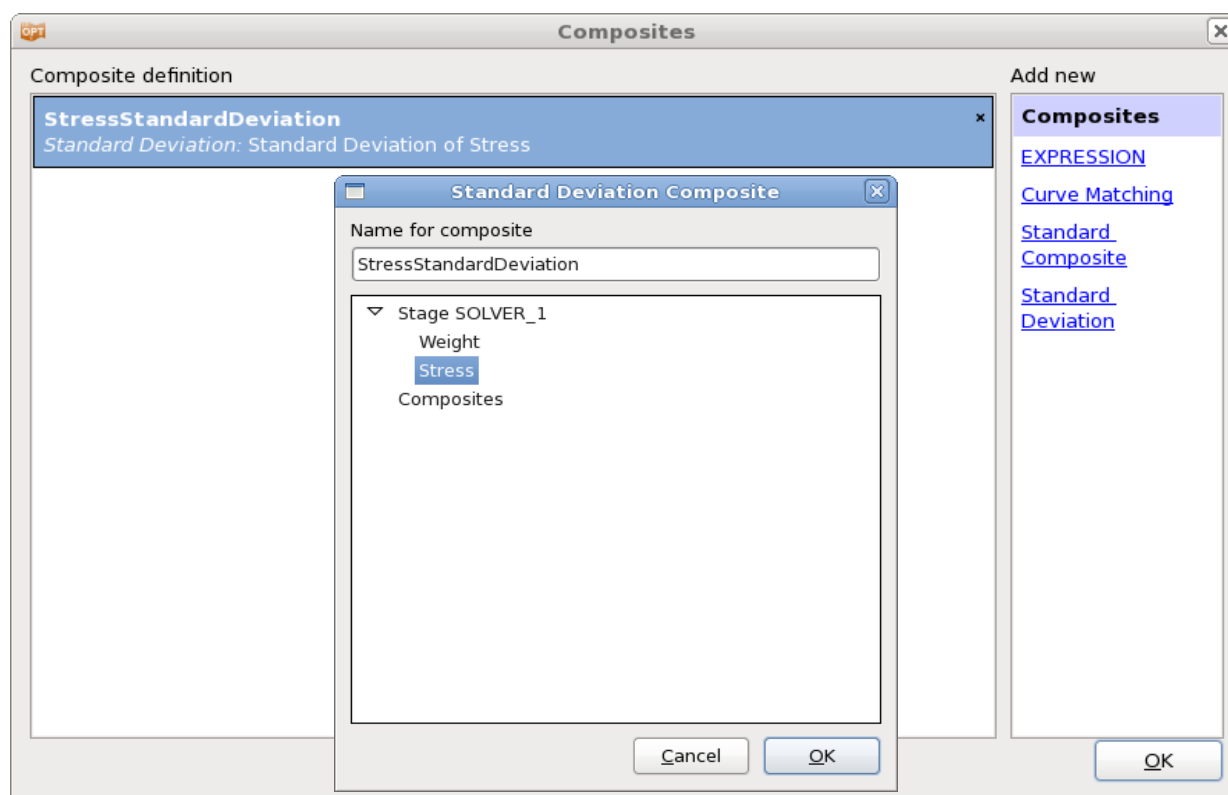 OPT
Composites
Composite definition
Add new
StressStandardDeviation
Standard Deviation: Standard Deviation of Stress
Composites
EXPRESSION
Curve Matching
Standard
Composite
Standard
Deviation
Standard Deviation Composite
Name for composite
StressStandardDeviation
Stage SOLVER_1
Weight
Stress
Composites
Cancel
OK
OK